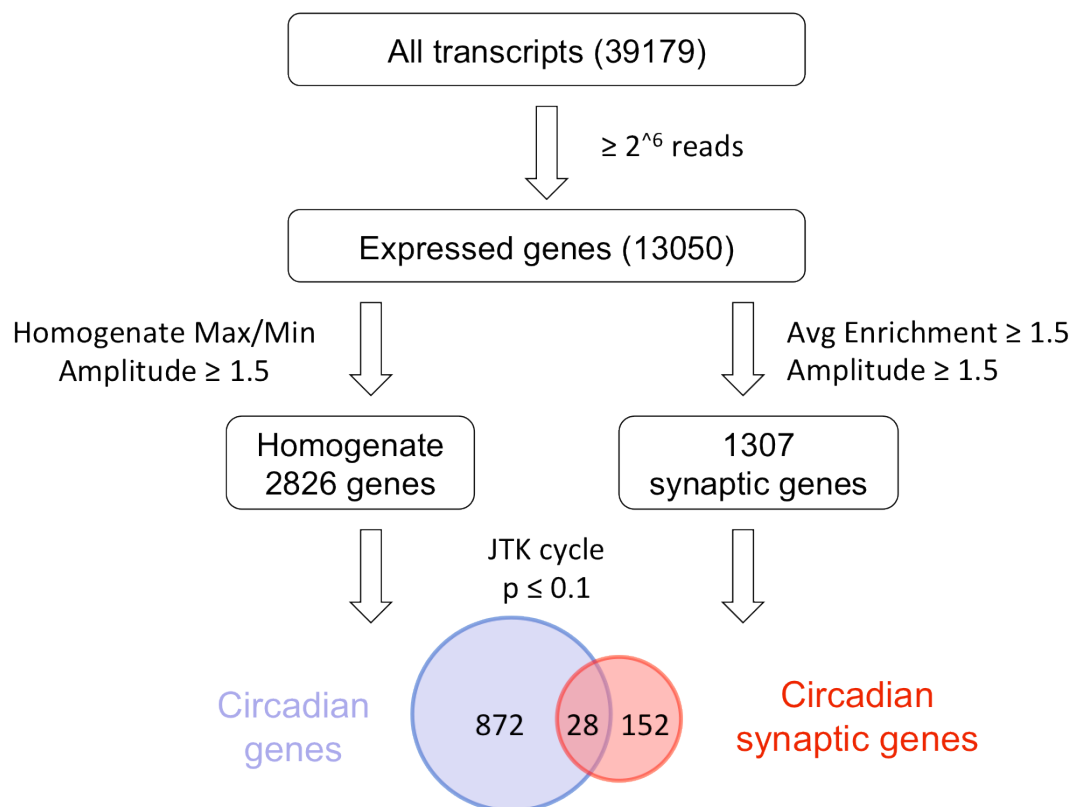 All transcripts (39179)
≥ 2^6 reads
Expressed genes (13050)
Homogenate Max/Min
Amplitude ≥ 1.5
Avg Enrichment ≥ 1.5
Amplitude ≥ 1.5
Homogenate
2826 genes
1307
synaptic genes
JTK cycle
p ≤ 0.1
Circadian
genes
872
28
152
Circadian
synaptic genes